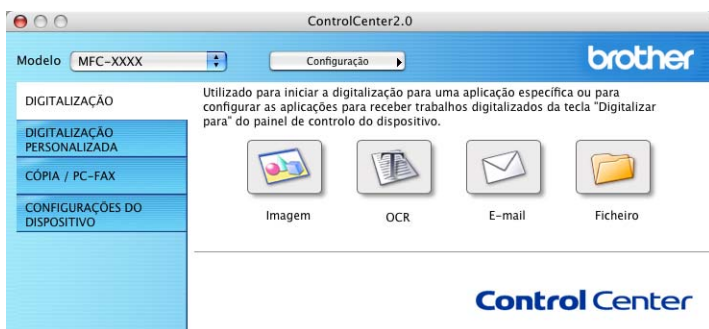 ControlCenter2.0
Modelo MFC-XXXX Configuração brother
DIGITALIZAÇÃO
DIGITALIZAÇÃO
PERSONALIZADA
CÓPIA / PC-FAX
CONFIGURAÇÕES DO
DISPOSITIVO
Utilizado para iniciar a digitalização para uma aplicação específica ou para
configurar as aplicações para receber trabalhos digitalizados da tecla "Digitalizar
para" do painel de controlo do dispositivo.
Imagem OCR E-mail Ficheiro
Control Center